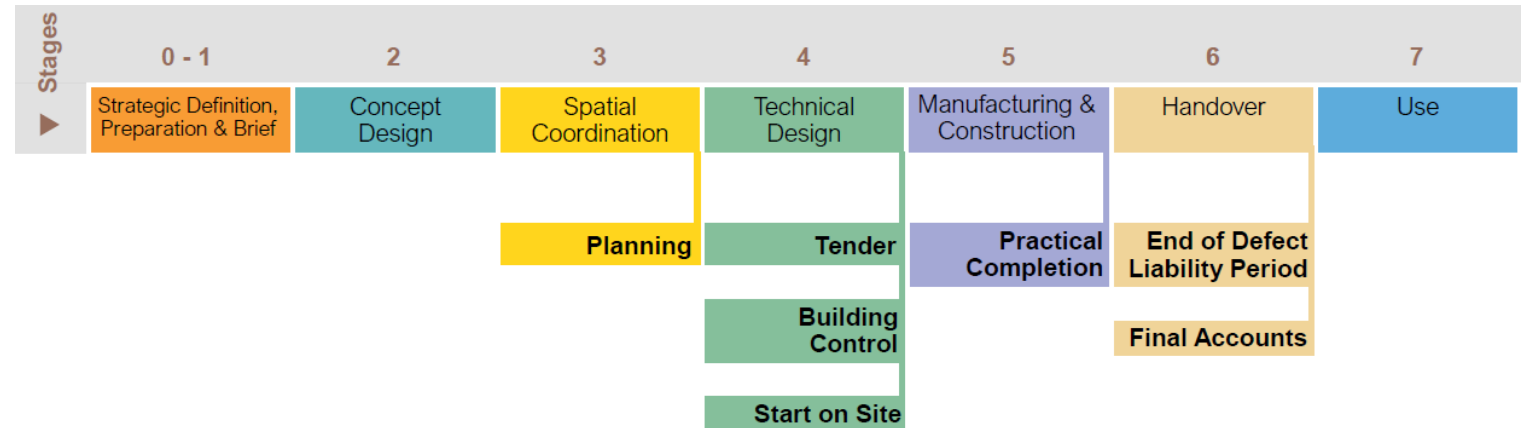 Stages
0 - 1
2
3
4
5
6
7
Strategic Definition,
Preparation & Brief
Concept
Design
Spatial
Coordination
Technical
Design
Manufacturing &
Construction
Handover
Use
Planning
Tender
Practical
Completion
End of Defect
Liability Period
Building
Control
Final Accounts
Start on Site